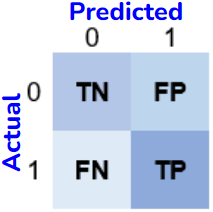 Predicted
0 1
Actual
0 TN FP
1 FN TP